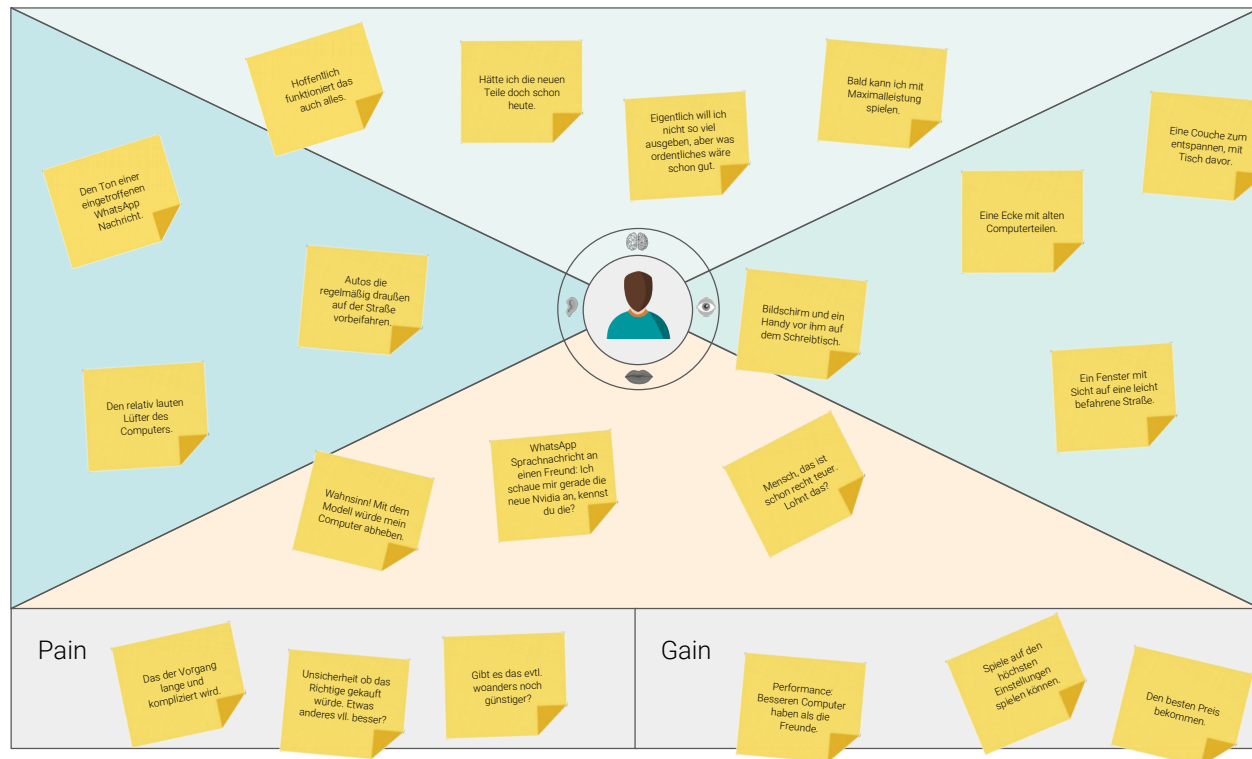 Hoffentlich
funktioniert das
auch alles.
Hätte ich die neuen
Teile doch schon
heute.
Eigentlich will ich
nicht so viel
ausgeben, aber was
ordentliches wäre
schon gut.
Bald kann ich mit
Maximalleistung
spielen.
Den Ton einer
eingetroffenen
WhatsApp
Nachricht.
Autos die
regelmäßig draußen
auf der Straße
vorbeifahren.
Den relativ lauten
Lüfter des
Computers.
Eine Couche zum
entspannen, mit
Tisch davor.
Eine Ecke mit alten
Computerteilen.
Bildschirm und ein
Handy vor ihm auf
dem Schreibtisch.
Ein Fenster mit
Sicht auf eine leicht
befahrene Straße.
Wahnsinn! Mit dem
Modell würde mein
Computer abheben.
WhatsApp
Sprachnachricht an
einen Freund: Ich
schaue mir gerade die
neue Nvidia an, kennst
du die?
Mensch, das ist
schon recht teuer.
Lohnt das?
Pain
Das der Vorgang
lange und
kompliziert wird.
Unsicherheit ob das
Richtige gekauft
würde. Etwas
anderes vll. besser?
Gibt es das evtl.
woanders noch
günstiger?
Gain
Performance:
Besseren Computer
haben als die
Freunde.
Spiele auf den
höchsten
Einstellungen
spielen können.
Den besten Preis
bekommen.